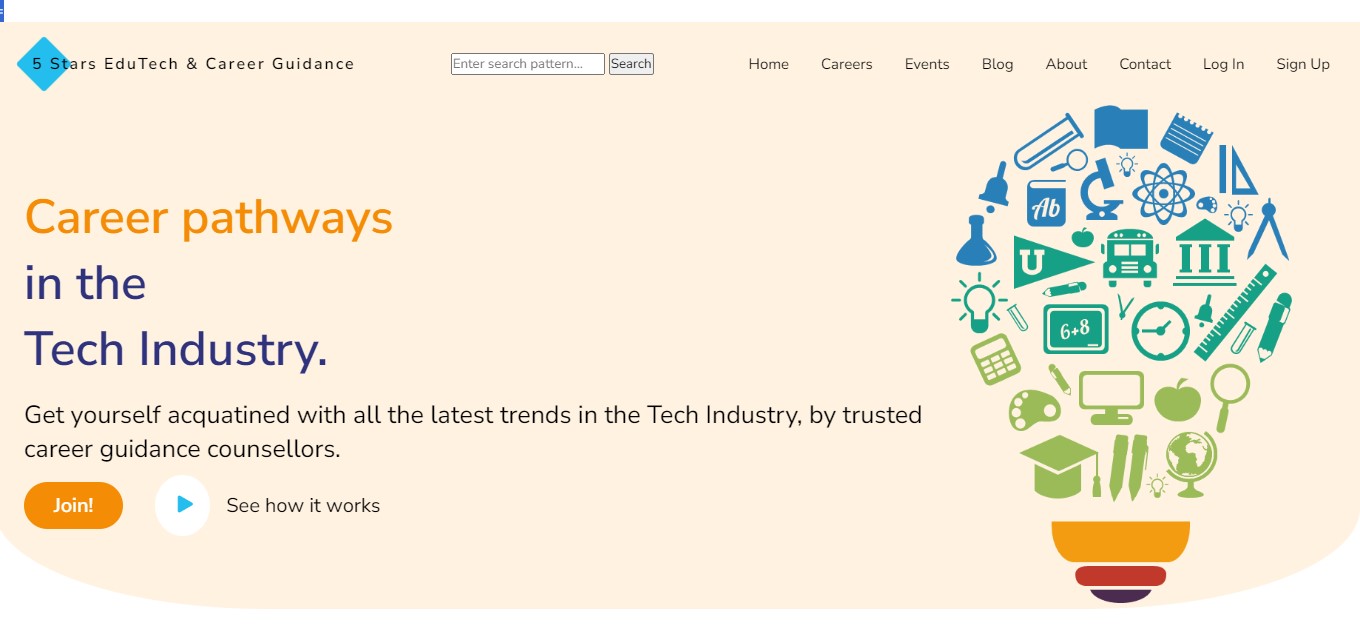 5 Stars EduTech & Career Guidance
Enter search pattern... Search
Home Careers Events Blog About Contact Log In Sign Up
Career pathways
in the
Tech Industry.
Get yourself acquatined with all the latest trends in the Tech Industry, by trusted
career guidance counsellors.
Join! See how it works
Ab
U
6+8